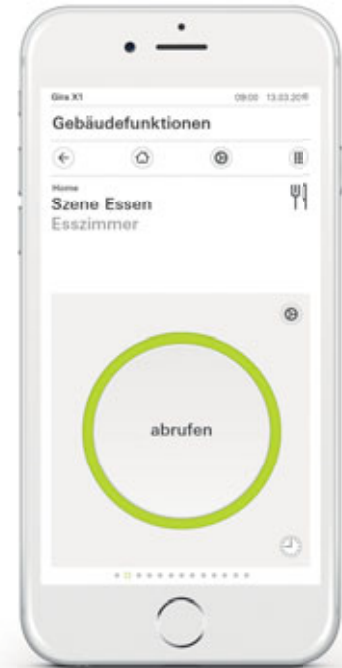 Gira X1 09:00 13.03.20
Gebäudefunktionen
Home
Szene Essen
Esszimmer
abrufen